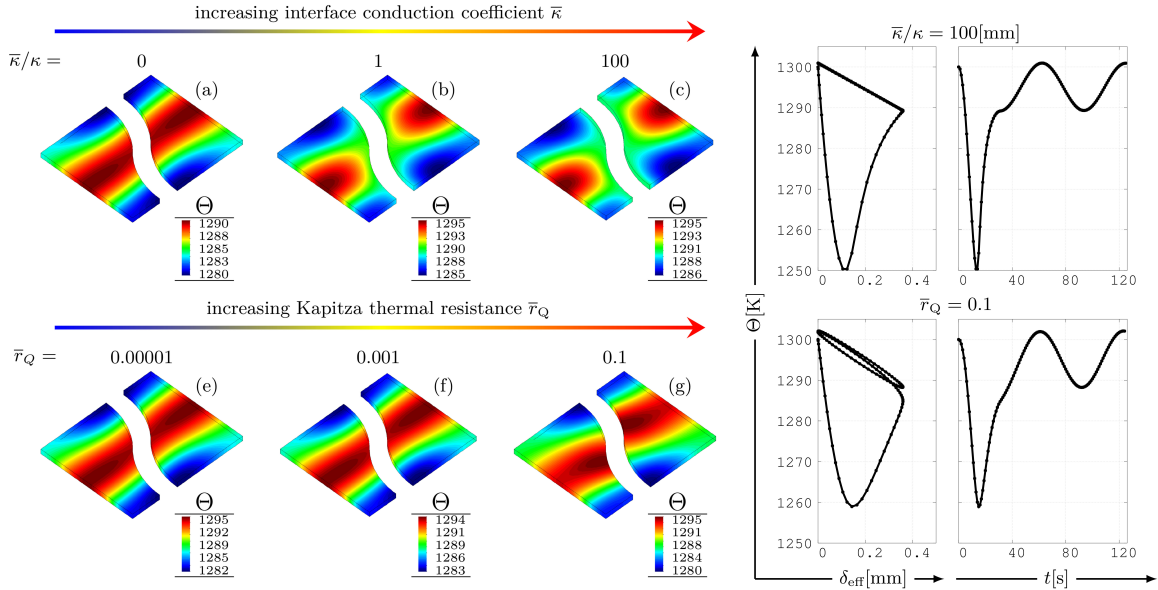 increasing interface conduction coefficient κ̅
κ̅/κ = 0 1 100
(a) (b) (c)
Θ Θ Θ
1290 1295 1295
1288 1293 1293
1285 1290 1291
1283 1288 1288
1280 1285 1286
increasing Kapitza thermal resistance r̅Q
r̅Q = 0.00001 0.001 0.1
(e) (f) (g)
Θ Θ Θ
1295 1294 1295
1292 1291 1291
1289 1289 1288
1285 1286 1284
1282 1283 1280
κ̅/κ = 100[mm]
1300
1290
1280
1270
1260
1250
0 0.2 0.4 0 40 80 120
Θ[K]
r̅Q = 0.1
1300
1290
1280
1270
1260
1250
0 0.2 0.4 0 40 80 120
δeff[mm] t[s]